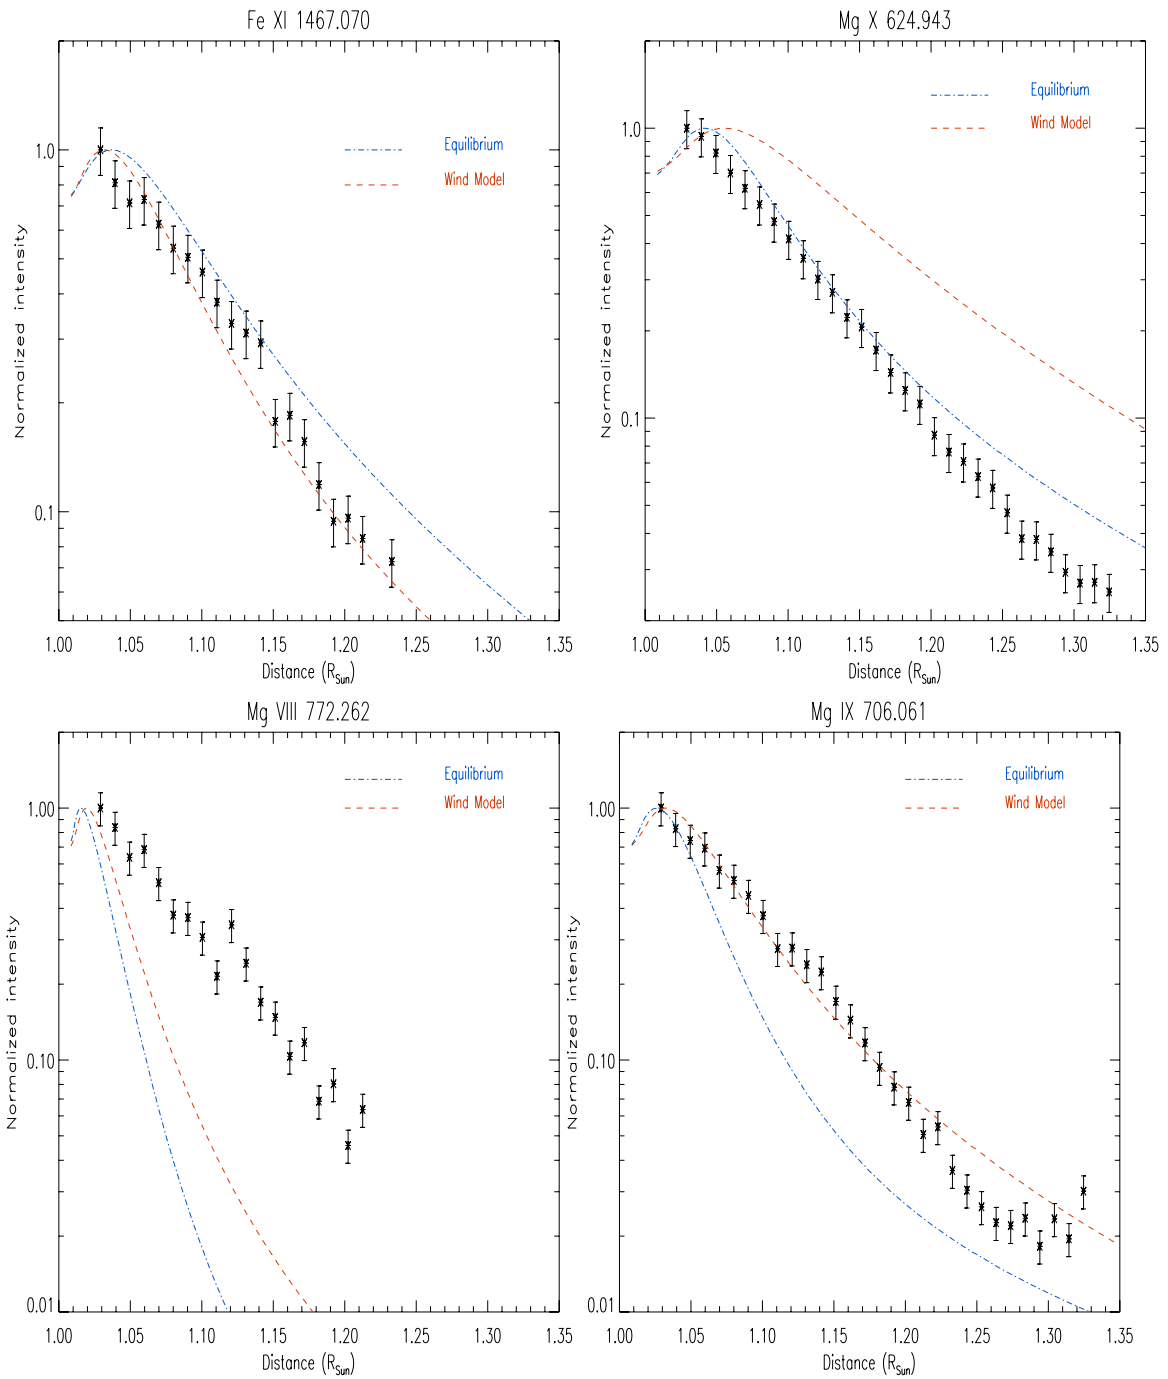 Fe XI 1467.070
1.0
0.1
Normalized intensity
Equilibrium
Wind Model
1.00 1.05 1.10 1.15 1.20 1.25 1.30 1.35
Distance (RSun)
Mg X 624.943
1.0
0.1
Normalized intensity
Equilibrium
Wind Model
1.00 1.05 1.10 1.15 1.20 1.25 1.30 1.35
Distance (RSun)
Mg VIII 772.262
1.00
0.10
0.01
Normalized intensity
Equilibrium
Wind Model
1.00 1.05 1.10 1.15 1.20 1.25 1.30 1.35
Distance (RSun)
Mg IX 706.061
1.00
0.10
0.01
Normalized intensity
Equilibrium
Wind Model
1.00 1.05 1.10 1.15 1.20 1.25 1.30 1.35
Distance (RSun)